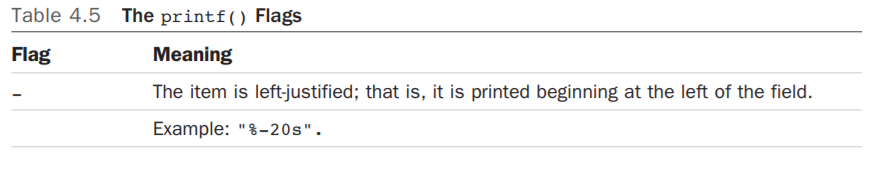 Table 4.5 The printf() Flags
Flag Meaning
– The item is left-justified; that is, it is printed beginning at the left of the field.
Example: "%-20s".